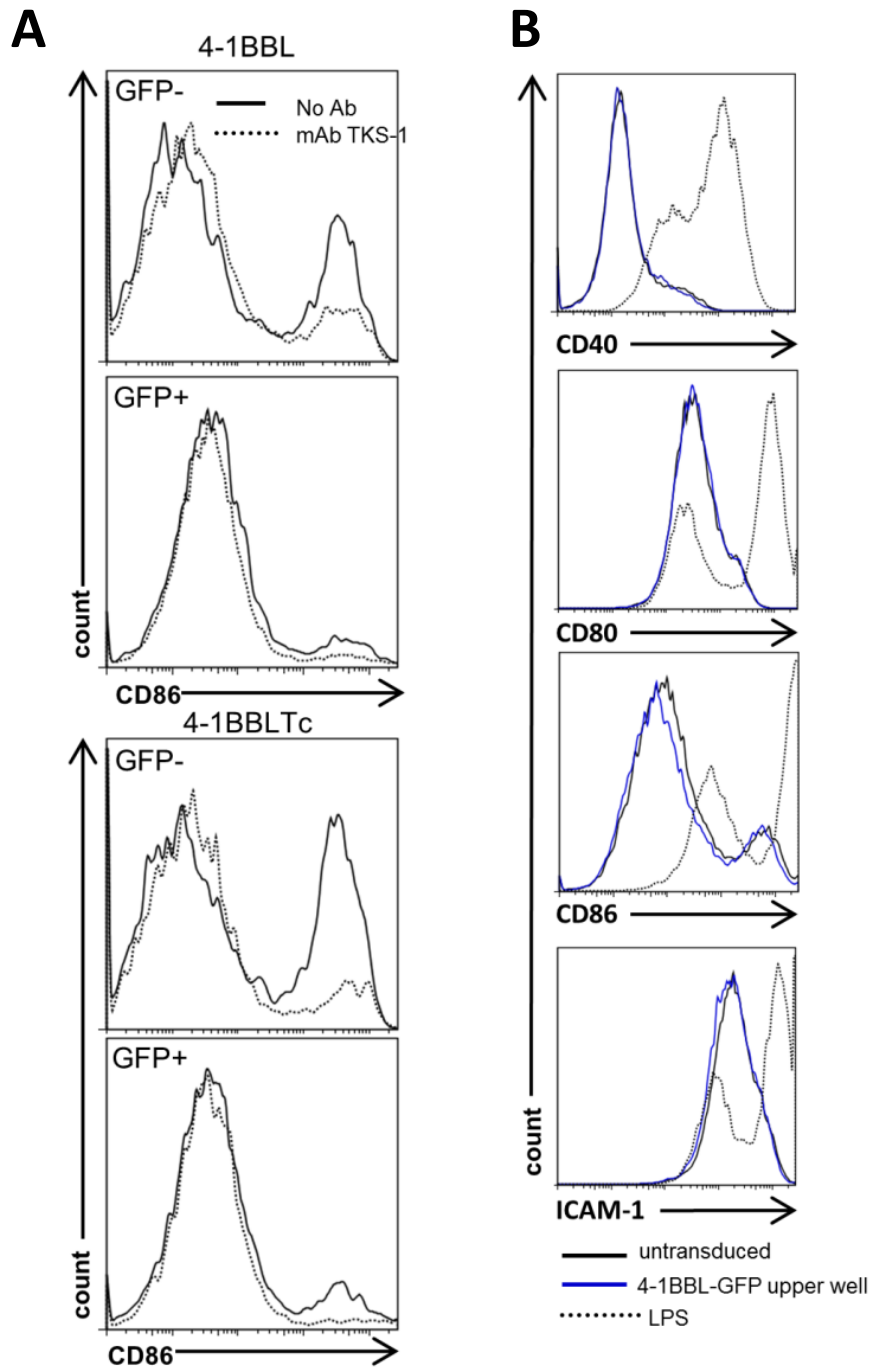 A
4-1BBL
GFP-
No Ab
mAb TKS-1
GFP+
count
CD86
4-1BBLTc
GFP-
GFP+
count
CD86
B
CD40
CD80
CD86
ICAM-1
count
untransduced
4-1BBL-GFP upper well
LPS